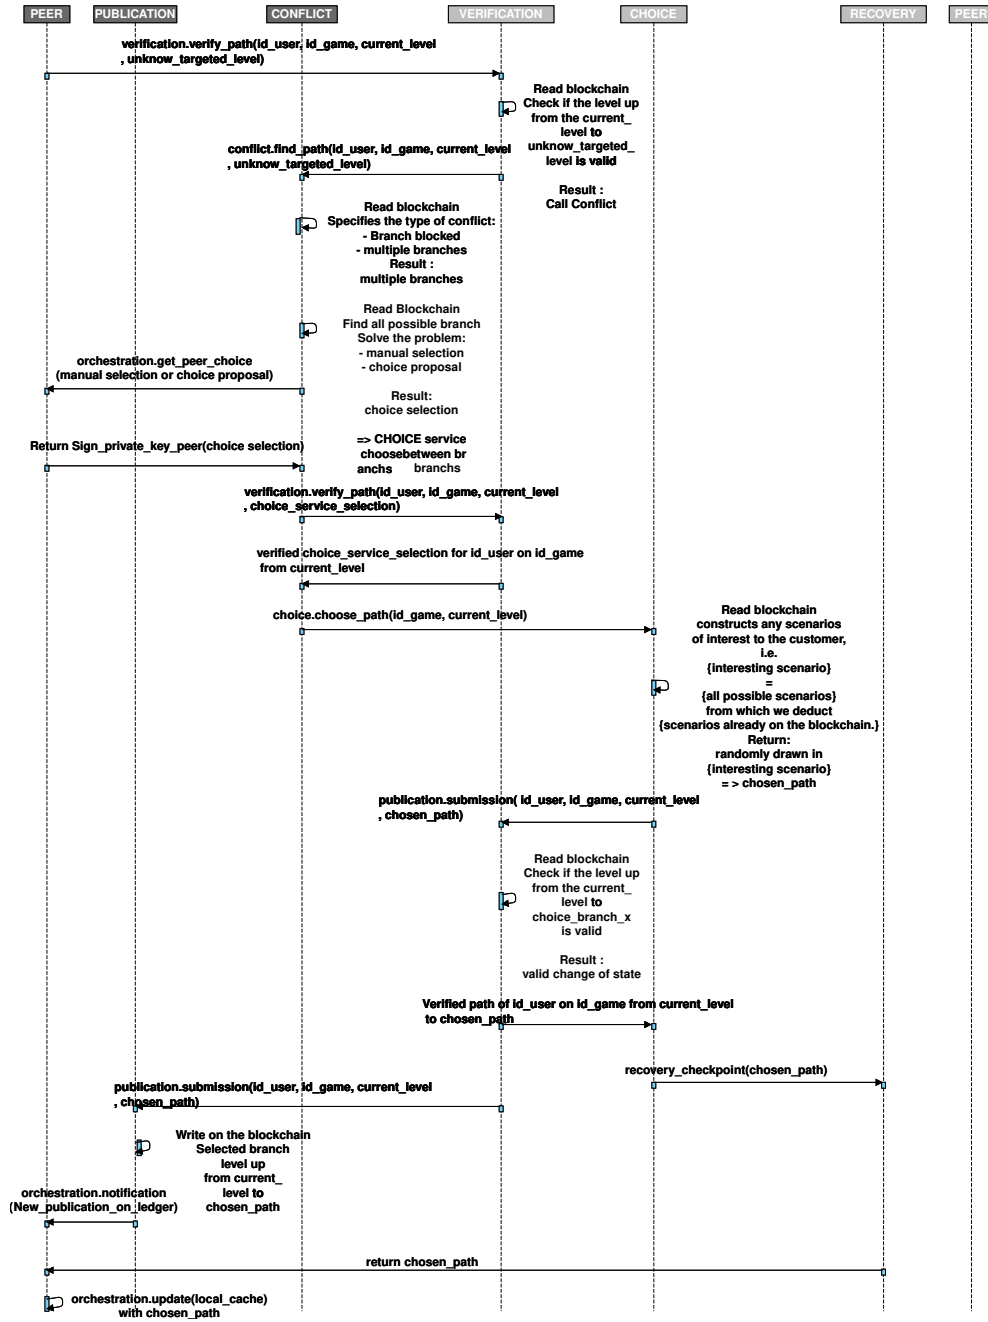 PEER
PUBLICATION
CONFLICT
VERIFICATION
CHOICE
RECOVERY
PEER
verification.verify_path(id_user, id_game, current_level
, unknow_targeted_level)
Read blockchain
Check if the level up
from the current_
level to
unknow_targeted_
level is valid
Result :
Call Conflict
conflict.find_path(id_user, id_game, current_level
, unknow_targeted_level)
Read blockchain
Specifies the type of conflict:
- Branch blocked
- multiple branches
Result :
multiple branches
Read Blockchain
Find all possible branch
Solve the problem:
- manual selection
- choice proposal
Result:
choice selection
=> CHOICE service
choosebetween br
anchs branchs
orchestration.get_peer_choice
(manual selection or choice proposal)
Return Sign_private_key_peer(choice selection)
verification.verify_path(id_user, id_game, current_level
, choice_service_selection)
verified choice_service_selection for id_user on id_game
from current_level
choice.choose_path(id_game, current_level)
Read blockchain
constructs any scenarios
of interest to the customer,
i.e.
{interesting scenario}
=
{all possible scenarios}
from which we deduct
{scenarios already on the blockchain.}
Return:
randomly drawn in
{interesting scenario}
= > chosen_path
publication.submission( id_user, id_game, current_level
, chosen_path)
Read blockchain
Check if the level up
from the current_
level to
choice_branch_x
is valid
Result :
valid change of state
Verified path of id_user on id_game from current_level
to chosen_path
recovery_checkpoint(chosen_path)
publication.submission(id_user, id_game, current_level
, chosen_path)
Write on the blockchain
Selected branch
level up
from current_
level to
chosen_path
orchestration.notification
(New_publication_on_ledger)
return chosen_path
orchestration.update(local_cache)
with chosen_path